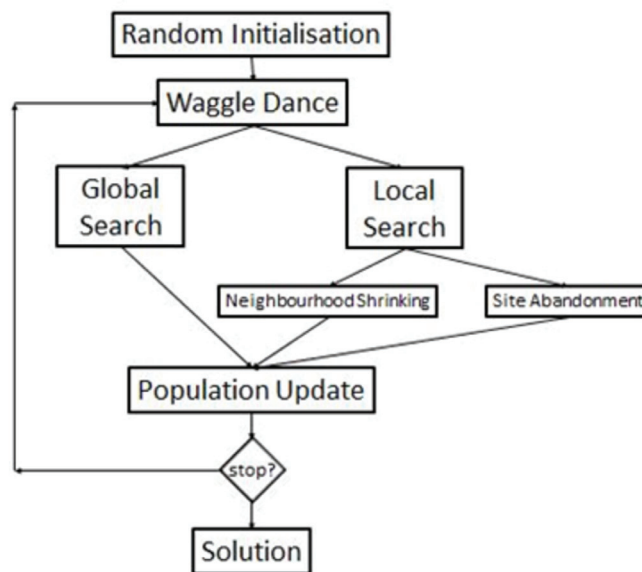 Random Initialisation
Waggle Dance
Global
Search
Local
Search
Neighbourhood Shrinking
Site Abandonment
Population Update
stop?
Solution